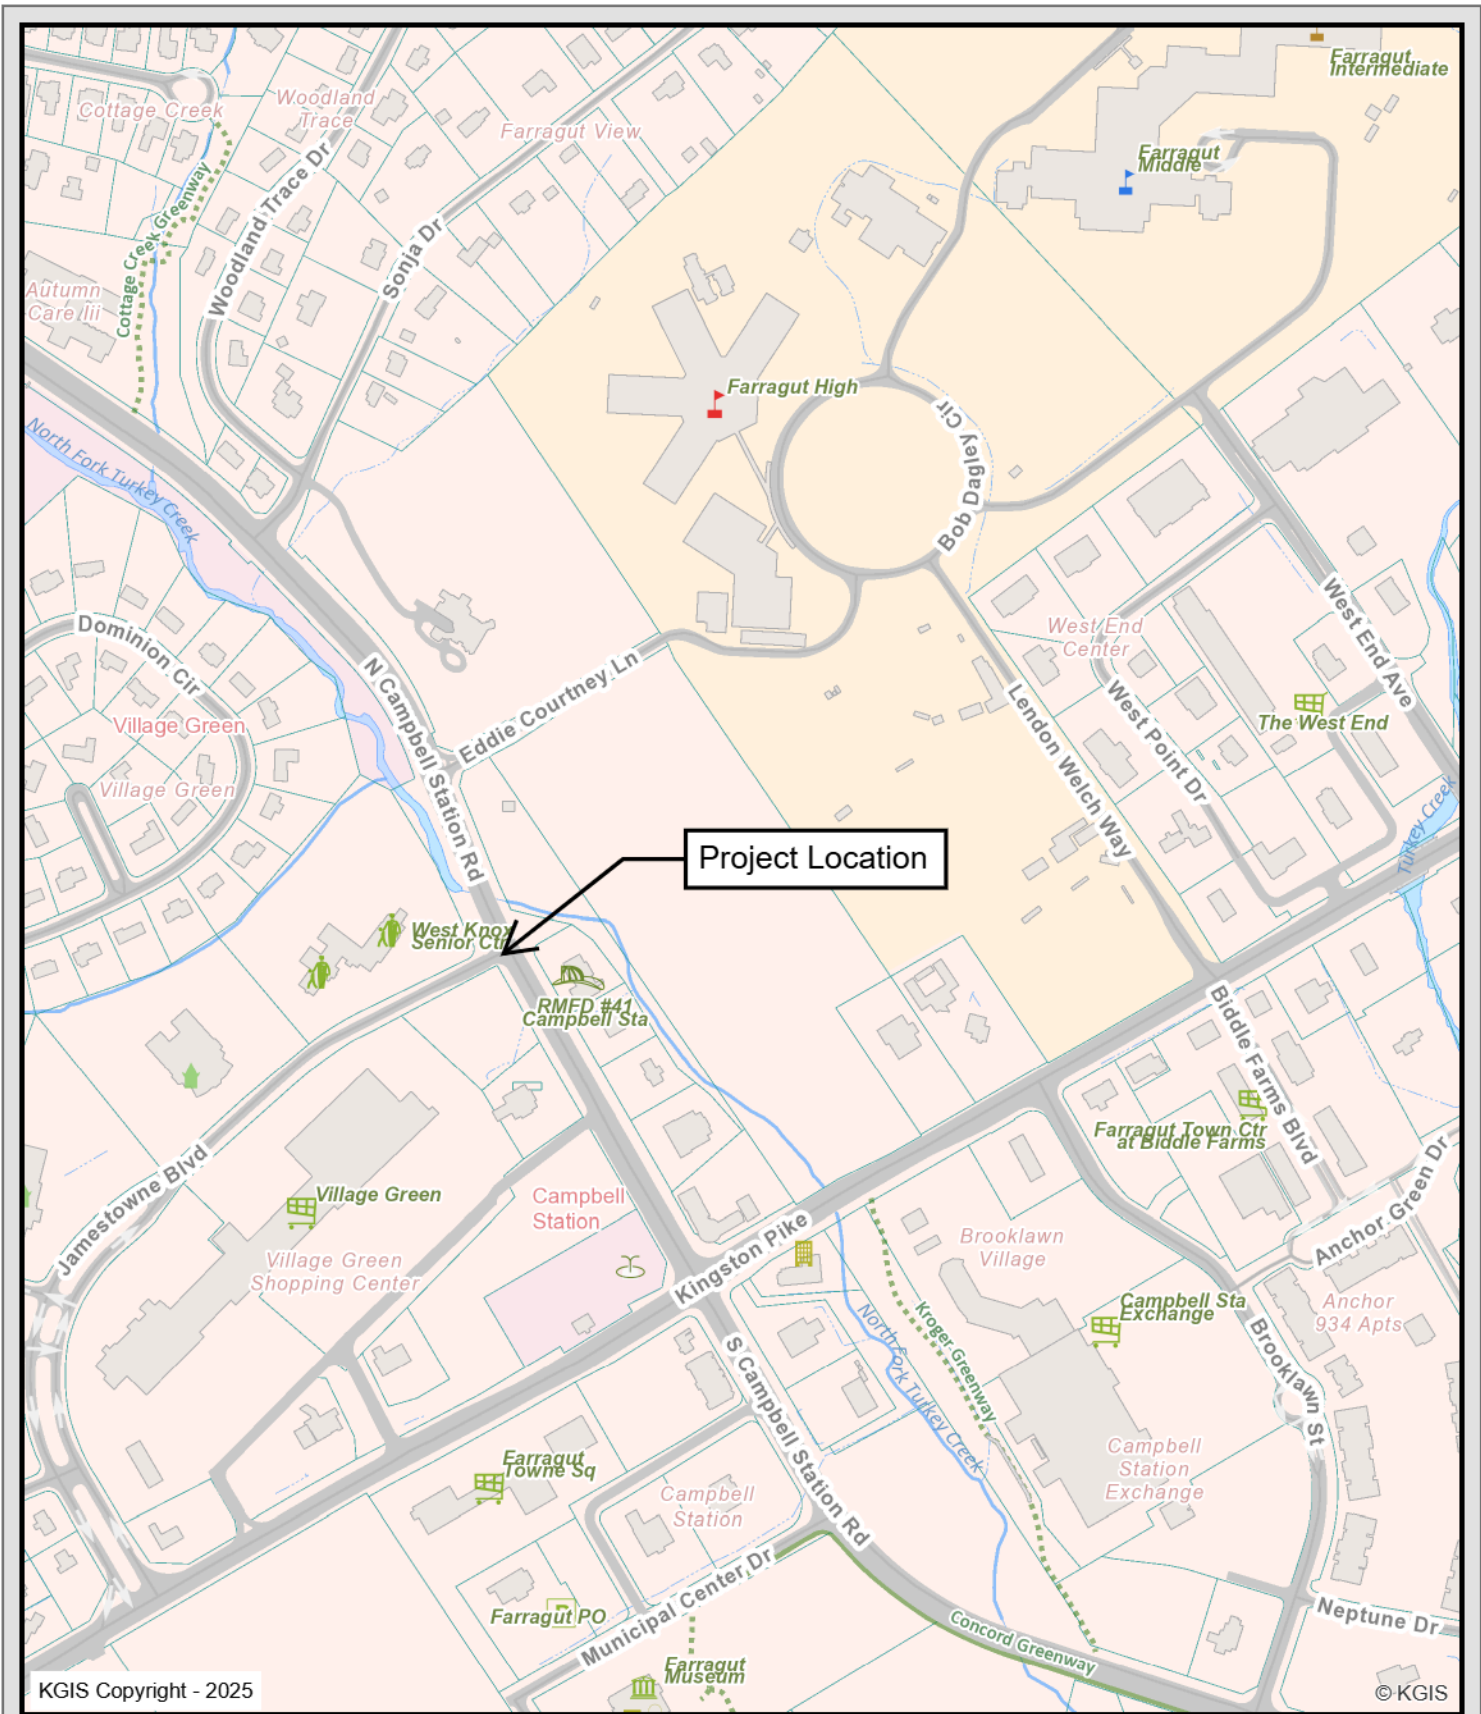 Farragut
Intermediate
Cottage Creek
Woodland
Trace
Farragut View
Farragut
Middle
Cottage Creek Greenway
Woodland Trace Dr
Sonja Dr
Autumn
Care Iii
Farragut High
Bob Dagley Cir
North Fork Turkey Creek
Dominion Cir
N Campbell Station Rd
Eddie Courtney Ln
West End
Center
West End Ave
Lendon Welch Way
West Point Dr
The West End
Village Green
Village Green
Turkey Creek
Project Location
West Knox
Senior Ctr
RMFD #41
Campbell Sta
Biddle Farms Blvd
Farragut Town Ctr
at Biddle Farms
Jamestowne Blvd
Village Green
Campbell
Station
Village Green
Shopping Center
Kingston Pike
Brooklawn
Village
Anchor Green Dr
Campbell Sta
Exchange
Anchor
934 Apts
North Fork Turkey Creek
Kroger Greenway
Brooklawn St
S Campbell Station Rd
Farragut
Towne Sq
Campbell
Station
Campbell
Station
Exchange
Municipal Center Dr
Farragut PO
Concord Greenway
Neptune Dr
Farragut
Museum
KGIS Copyright - 2025
© KGIS